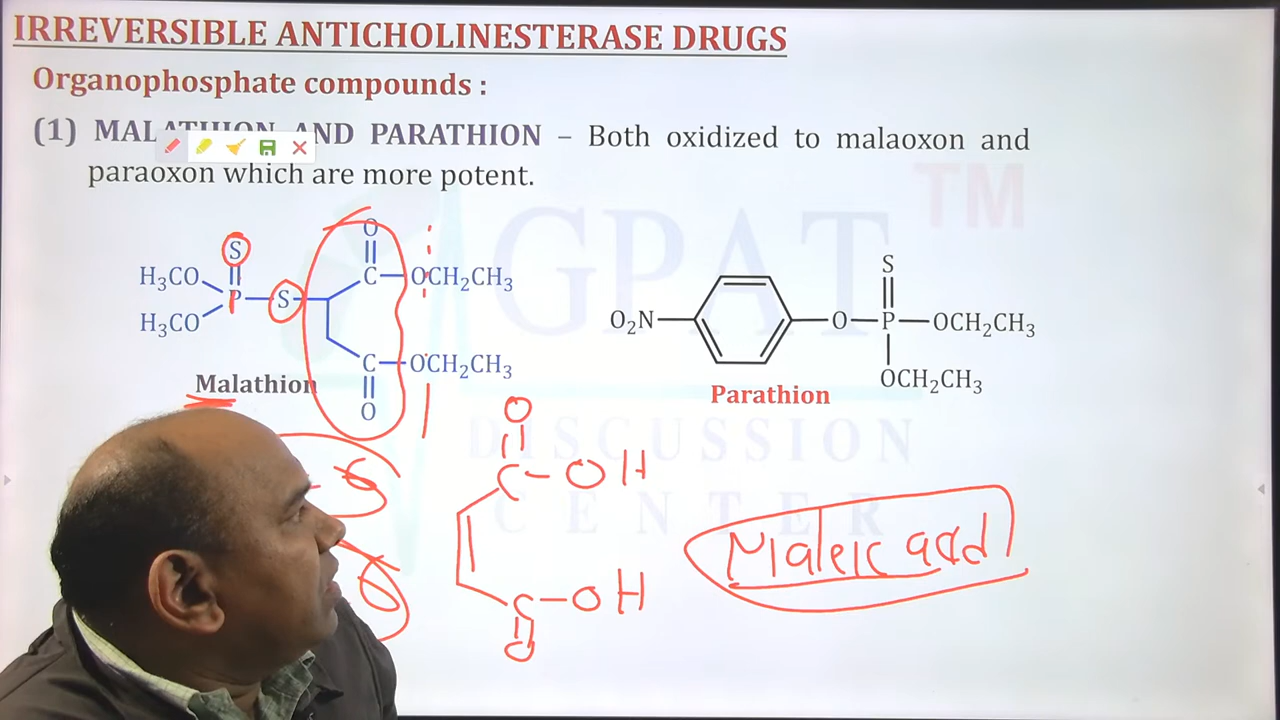 IRREVERSIBLE ANTICHOLINESTERASE DRUGS
Organophosphate compounds :
(1) MALATHION AND PARATHION – Both oxidized to malaoxon and
paraoxon which are more potent.
TM
GPAT
DISCUSSION
CENTER
O
S
H₃CO
C—OCH₂CH₃
P—S
H₃CO
C—OCH₂CH₃
O
Malathion
S
O₂N
O—P—OCH₂CH₃
OCH₂CH₃
Parathion
O
C-OH
C-OH
O
Maleic acid